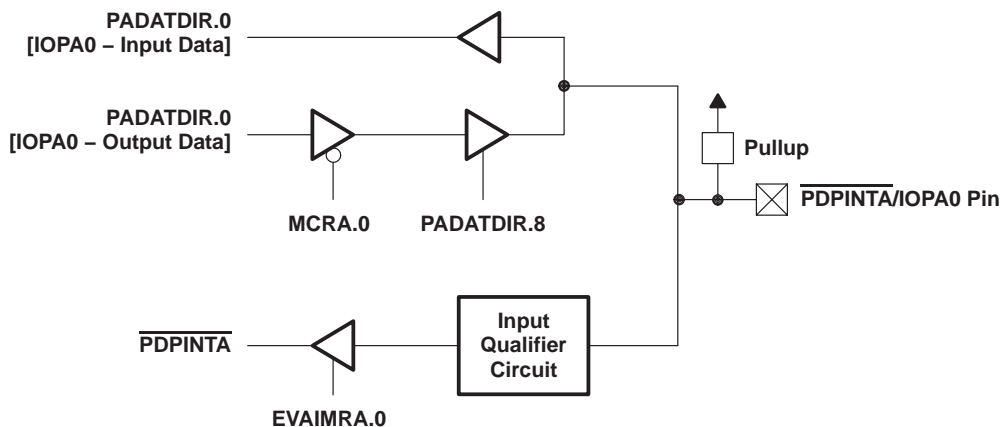 PADATDIR.0
[IOPA0 – Input Data]
PADATDIR.0
[IOPA0 – Output Data]
MCRA.0
PADATDIR.8
Pullup
PDPINTA/IOPA0 Pin
PDPINTA
Input
Qualifier
Circuit
EVAIMRA.0